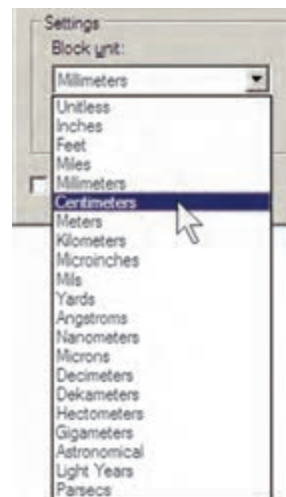 Settings
Block unit:
Millimeters
Unitless
Inches
Feet
Miles
Millimeters
Centimeters
Meters
Kilometers
Microinches
Mils
Yards
Angstroms
Nanometers
Microns
Decimeters
Dekameters
Hectometers
Gigameters
Astronomical
Light Years
Parsecs